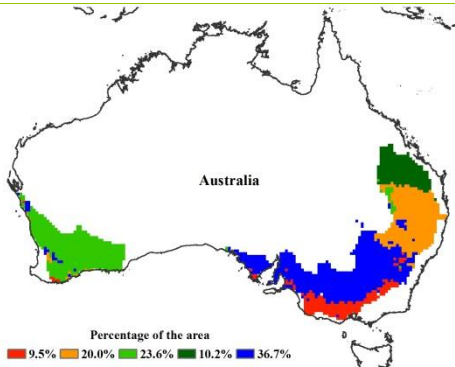 Australia
Percentage of the area
9.5% 20.0% 23.6% 10.2% 36.7%